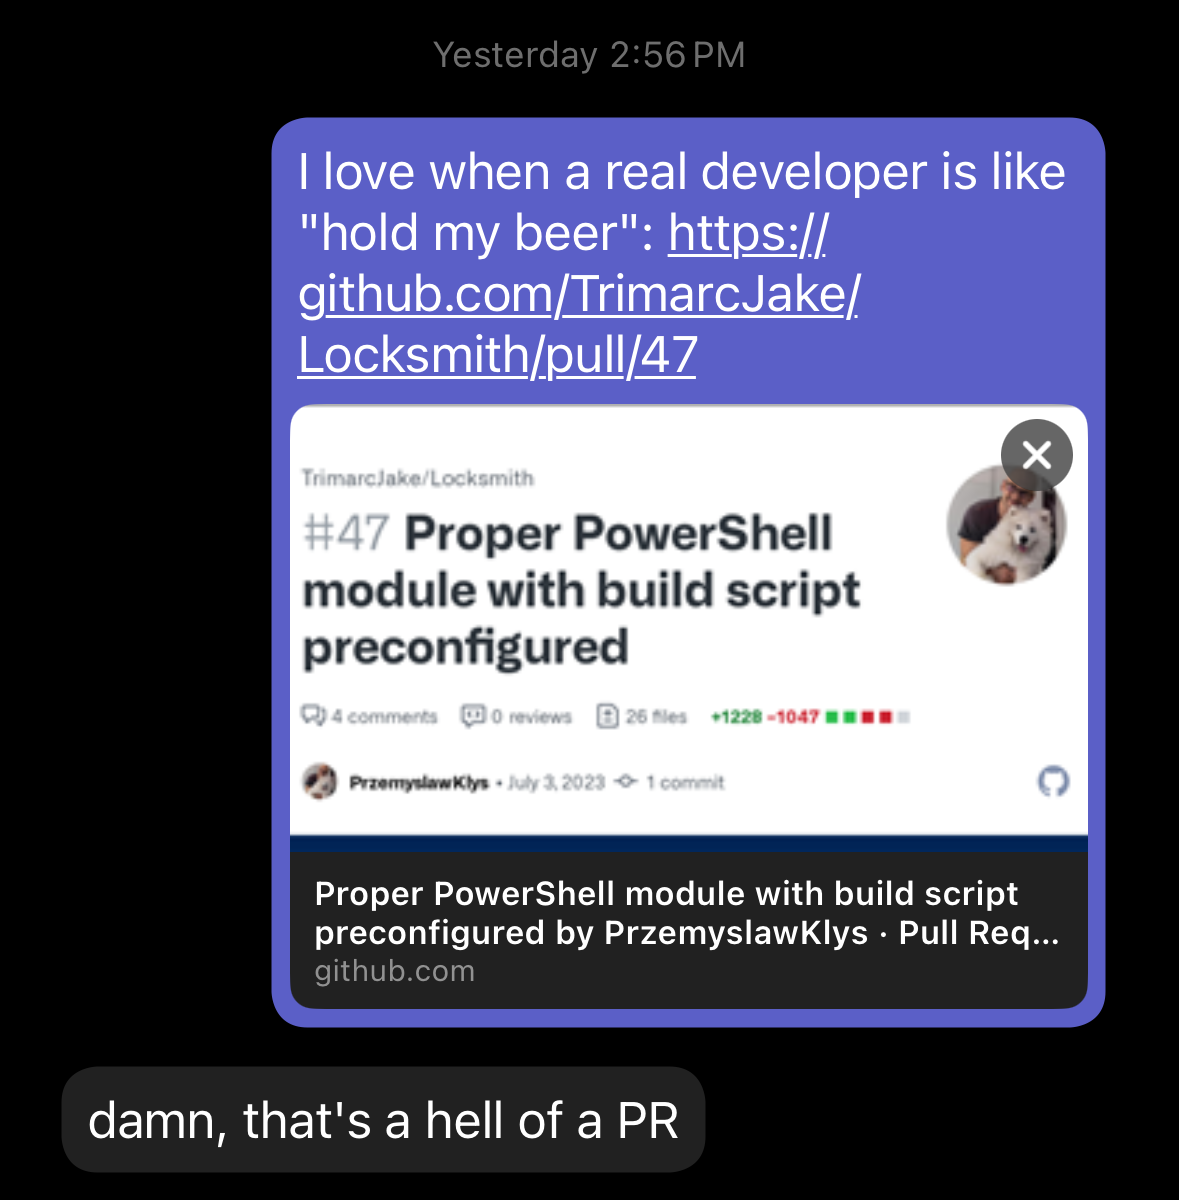 Yesterday 2:56 PM
I love when a real developer is like
"hold my beer": https://
github.com/TrimarcJake/
Locksmith/pull/47
TrimarcJake/Locksmith
#47 Proper PowerShell
module with build script
preconfigured
4 comments 0 reviews 26 files +1228 -1047
PrzemyslawKlys • July 3, 2023 1 commit
Proper PowerShell module with build script
preconfigured by PrzemyslawKlys · Pull Req...
github.com
damn, that's a hell of a PR